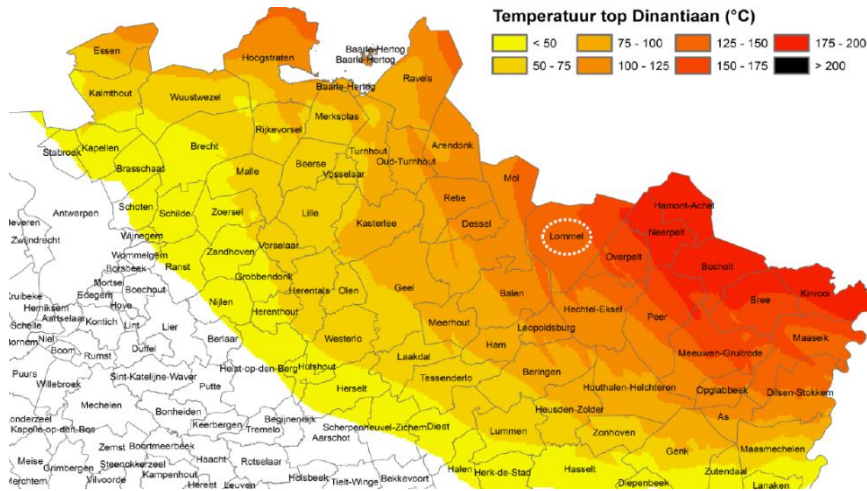 Temperatuur top Dinantiaan (°C)
< 50
75 - 100
125 - 150
175 - 200
50 - 75
100 - 125
150 - 175
> 200
Essen
Hoogstraten
Baarle-Hertog
Baarle-Hertog
Baarle-Hertog
Ravels
Kalmthout
Wuustwezel
Merksplas
Rijkevorsel
Turnhout
Oud-Turnhout
Arendonk
Stabroek
Kapellen
Brecht
Brasschaat
Malle
Beerse
Vosselaar
Mol
Retie
Antwerpen
Schoten
Schilde
Zoersel
Lille
Kasterlee
Dessel
Lommel
Hamont-Achel
Neerpelt
Zwijndrecht
Wijnegem
Wommelgem
Borsbeek
Ranst
Zandhoven
Vorselaar
Overpelt
Bocholt
Mortsel
Edegem
Boechout
Grobbendonk
Herentals
Olen
Geel
Balen
Bree
Kinrooi
Kruibeke
Hemiksem
Aartselaar
Hove
Kontich
Lint
Lier
Nijlen
Herenthout
Meerhout
Leopoldsburg
Hechtel-Eksel
Peer
Maaseik
Schelle
Niel
Boom
Rumst
Duffel
Berlaar
Westerlo
Ham
Meeuwen-Gruitrode
Puurs
Willebroek
Sint-Katelijne-Waver
Putte
Heist-op-den-Berg
Hulshout
Herselt
Laakdal
Tessenderlo
Beringen
Houthalen-Helchteren
Opglabbeek
Dilsen-Stokkem
Mechelen
Bonheiden
Keerbergen
Tremelo
Begijnendijk
Aarschot
Scherpenheuvel-Zichem
Diest
Lummen
Heusden-Zolder
Zonhoven
As
Genk
Maasmechelen
Kapelle-op-den-Bos
Zemst
Boortmeerbeek
Meise
Grimbergen
Steenokkerzeel
Kampenhout
Haacht
Rotselaar
Holsbeek
Tielt-Winge
Bekkevoort
Halen
Herk-de-Stad
Hasselt
Diepenbeek
Zutendaal
Lanaken
Merchtem
Vilvoorde
Herent
Leuven